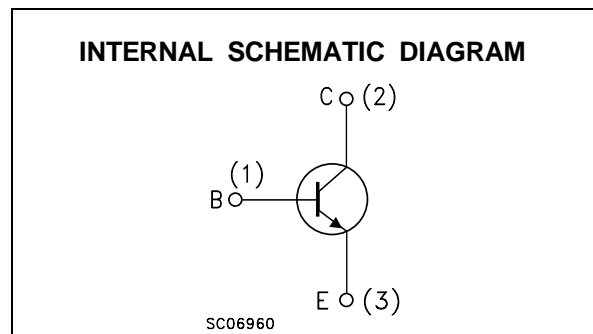 INTERNAL SCHEMATIC DIAGRAM
C (2)
(1)
B
E (3)
SC06960